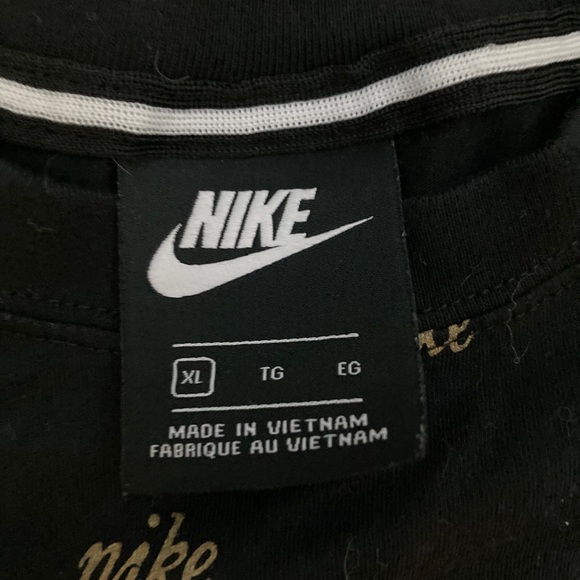 NIKE
XL TG EG
MADE IN VIETNAM
FABRIQUE AU VIETNAM
nike